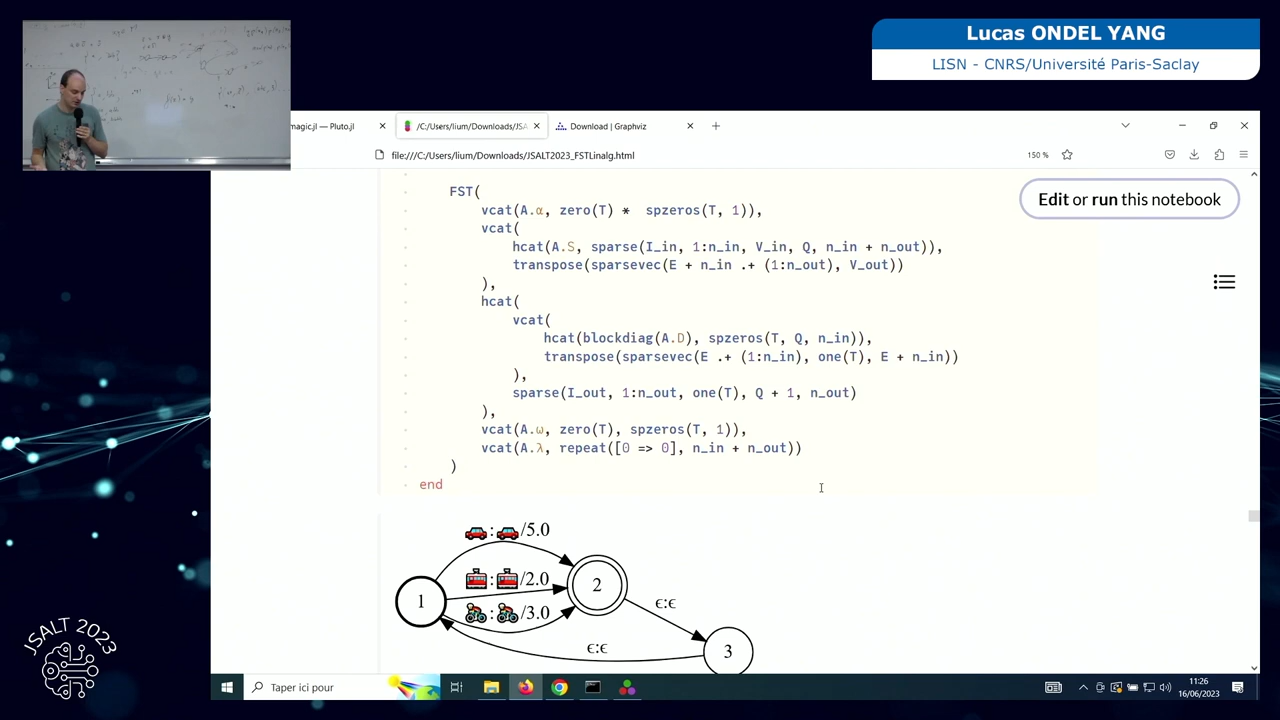 Lucas ONDEL YANG
LISN - CNRS/Université Paris-Saclay
magic.jl — Pluto.jl
/C:/Users/lium/Downloads/JSA
Download | Graphviz
file:///C:/Users/lium/Downloads/JSALT2023_FSTLinalg.html
150 %
Edit or run this notebook
FST(
vcat(A.α, zero(T) * spzeros(T, 1)),
vcat(
hcat(A.S, sparse(I_in, 1:n_in, V_in, Q, n_in + n_out)),
transpose(sparsevec(E + n_in .+ (1:n_out), V_out))
),
hcat(
vcat(
hcat(blockdiag(A.D), spzeros(T, Q, n_in)),
transpose(sparsevec(E .+ (1:n_in), one(T), E + n_in))
),
sparse(I_out, 1:n_out, one(T), Q + 1, n_out)
),
vcat(A.ω, zero(T), spzeros(T, 1)),
vcat(A.λ, repeat([0 => 0], n_in + n_out))
)
end
🚗:🚗/5.0
🚋:🚋/2.0
🚴:🚴/3.0
1
2
3
ϵ:ϵ
ϵ:ϵ
JSALT 2023
Taper ici pour
11:26
16/06/2023